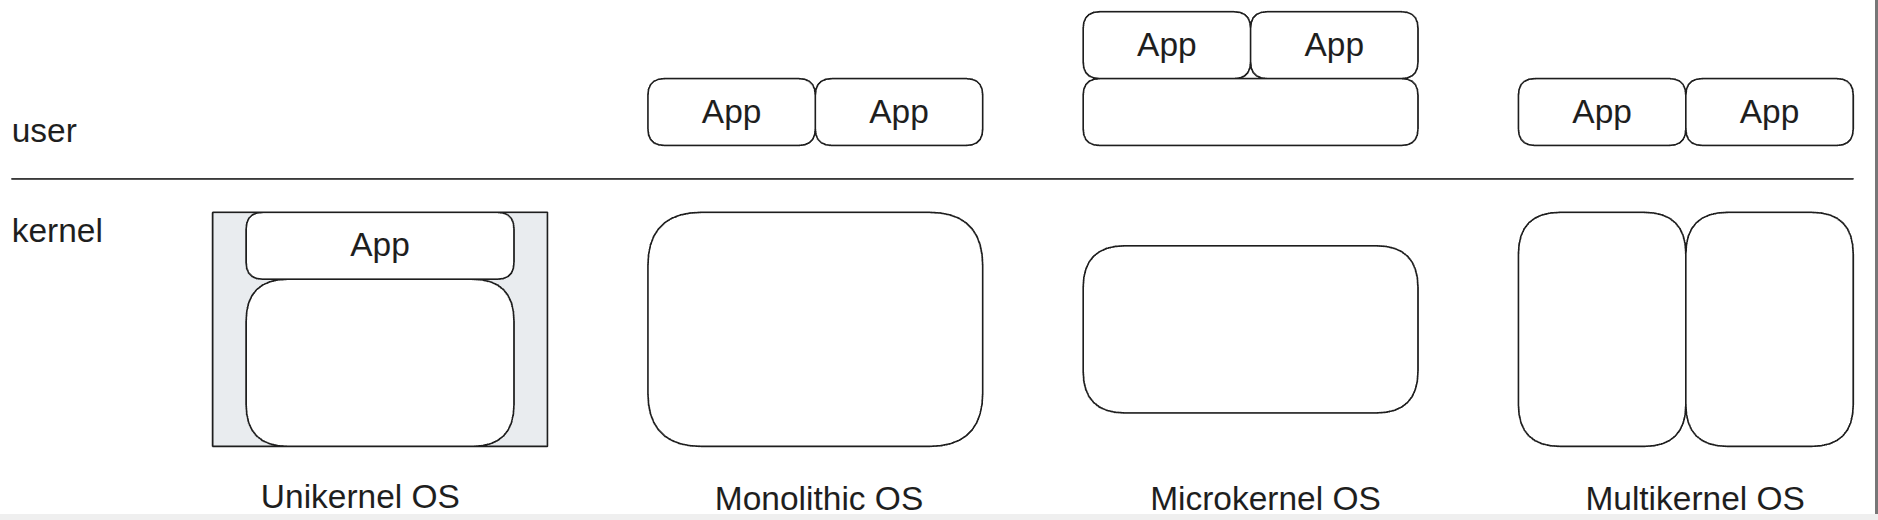 App App
App App App App
user
kernel
App
Unikernel OS Monolithic OS Microkernel OS Multikernel OS